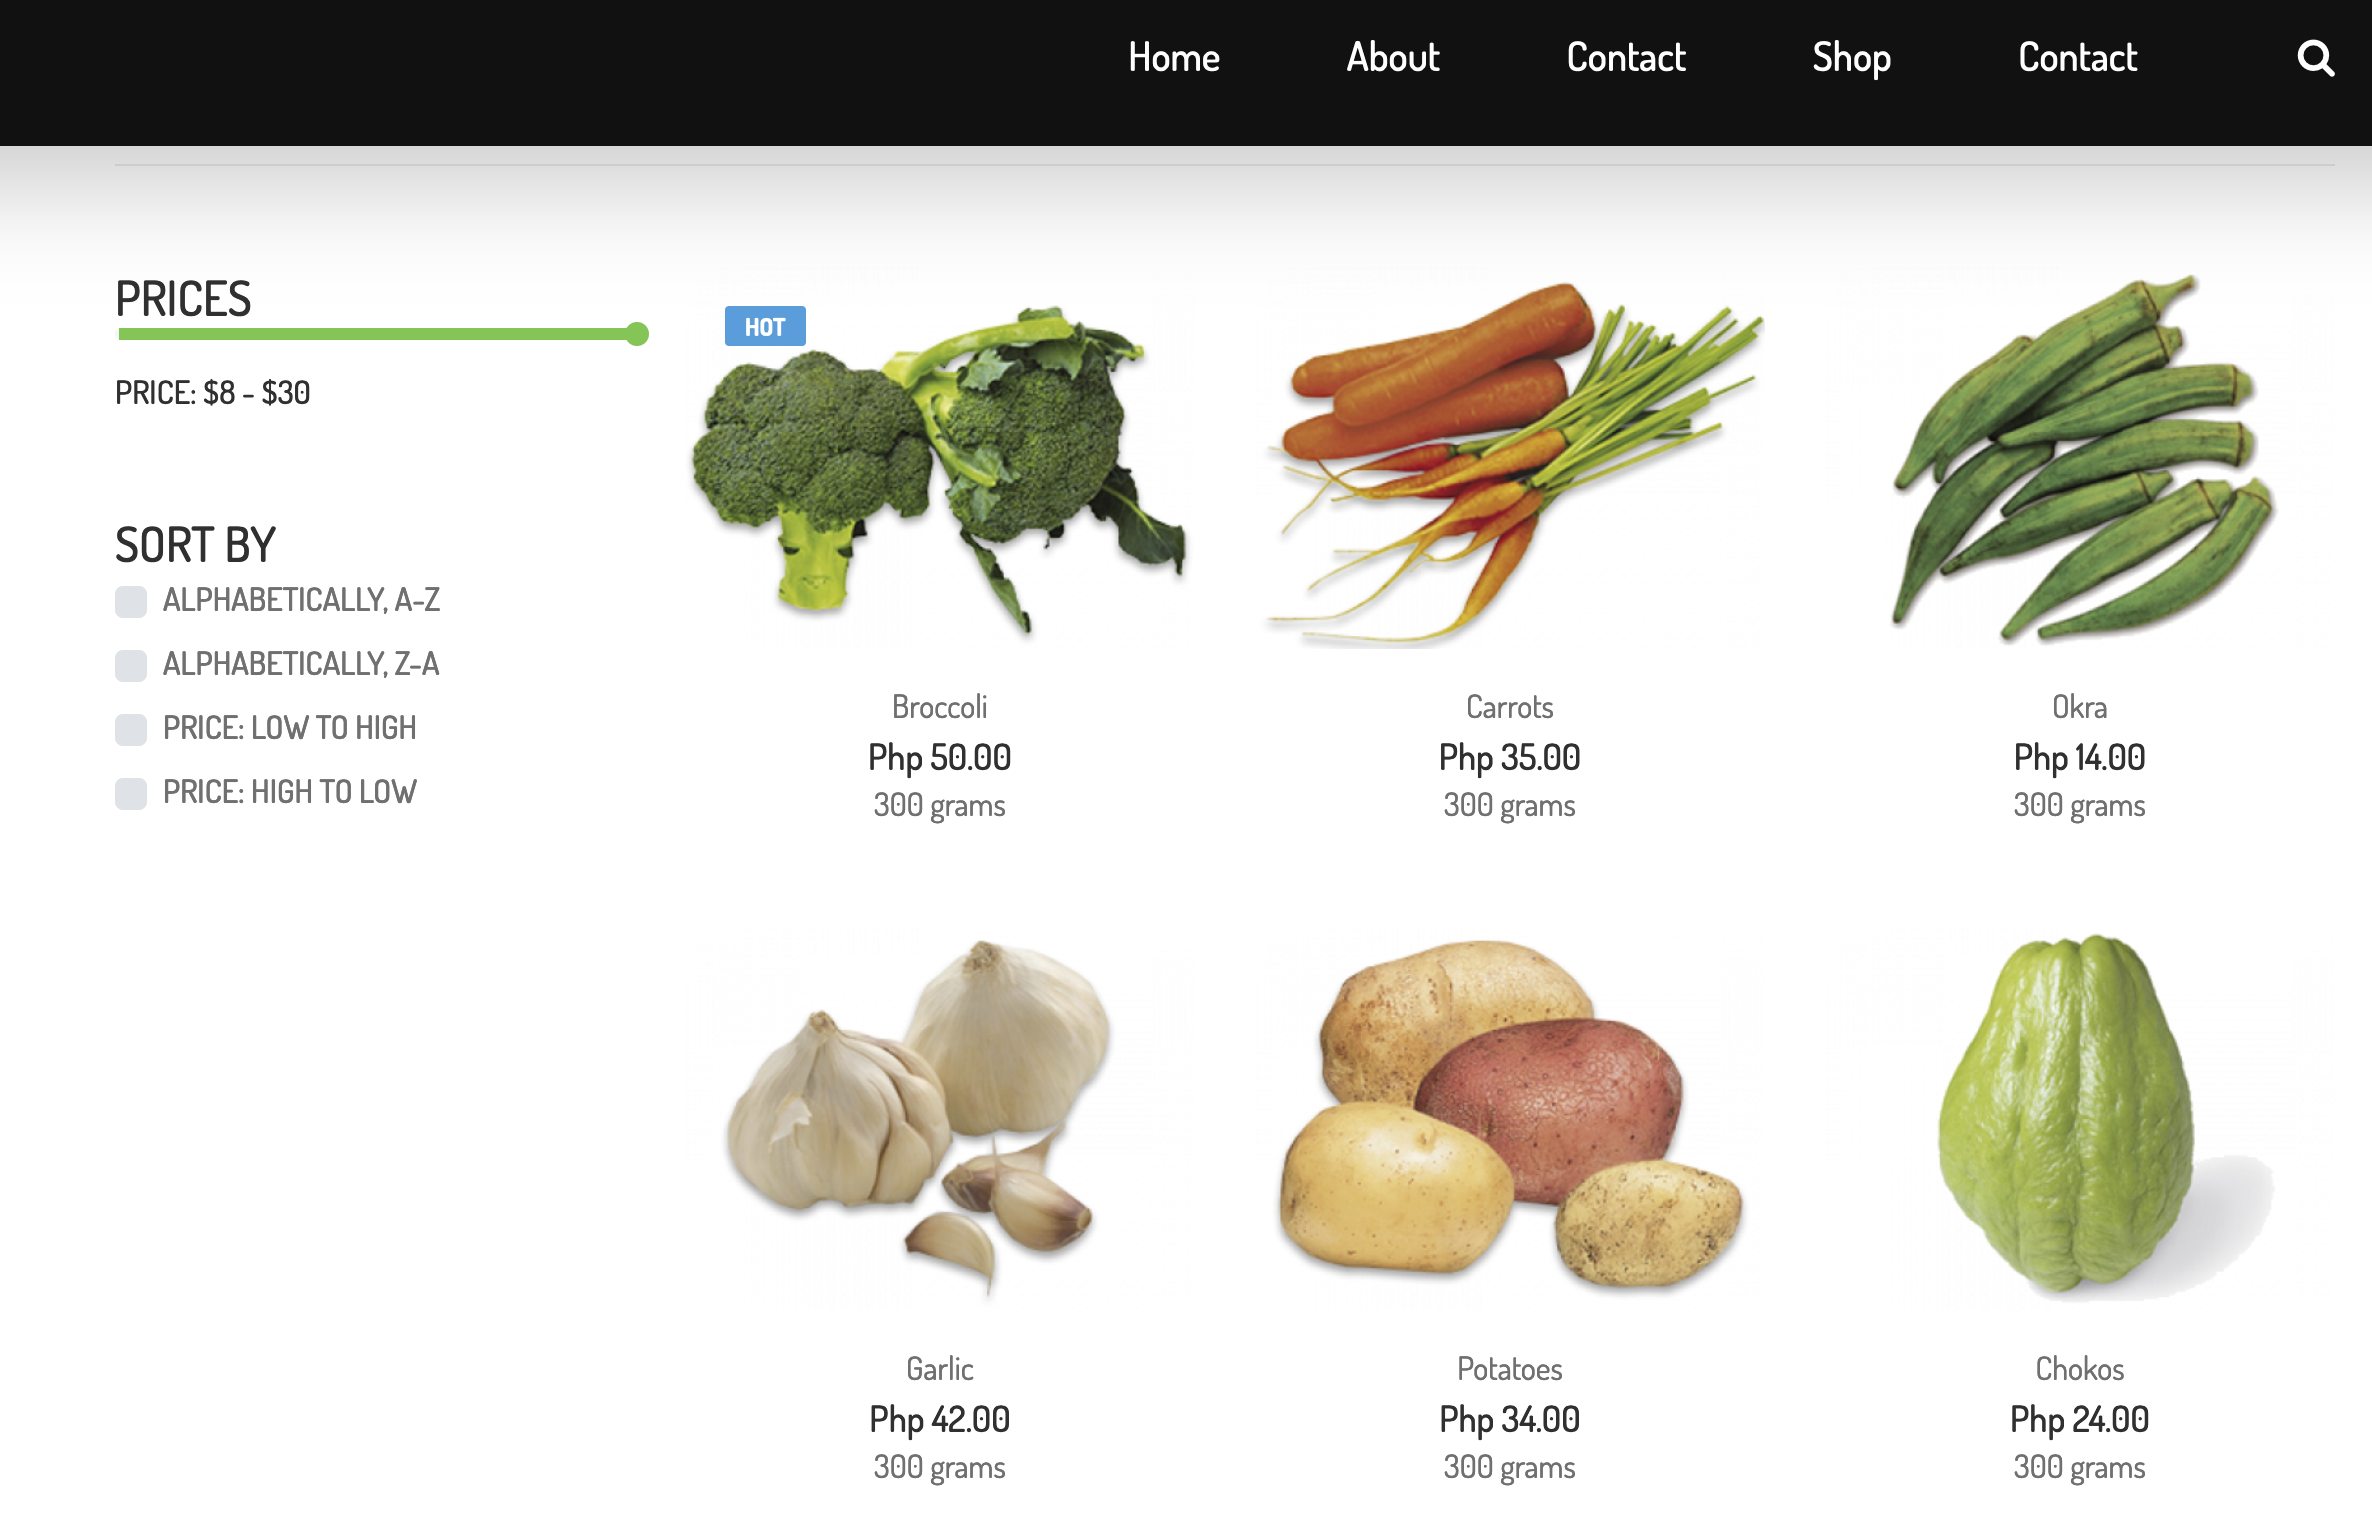 Home About Contact Shop Contact
PRICES
PRICE: $8 - $30
SORT BY
ALPHABETICALLY, A-Z
ALPHABETICALLY, Z-A
PRICE: LOW TO HIGH
PRICE: HIGH TO LOW
HOT
Broccoli
Php 50.00
300 grams
Carrots
Php 35.00
300 grams
Okra
Php 14.00
300 grams
Garlic
Php 42.00
300 grams
Potatoes
Php 34.00
300 grams
Chokos
Php 24.00
300 grams